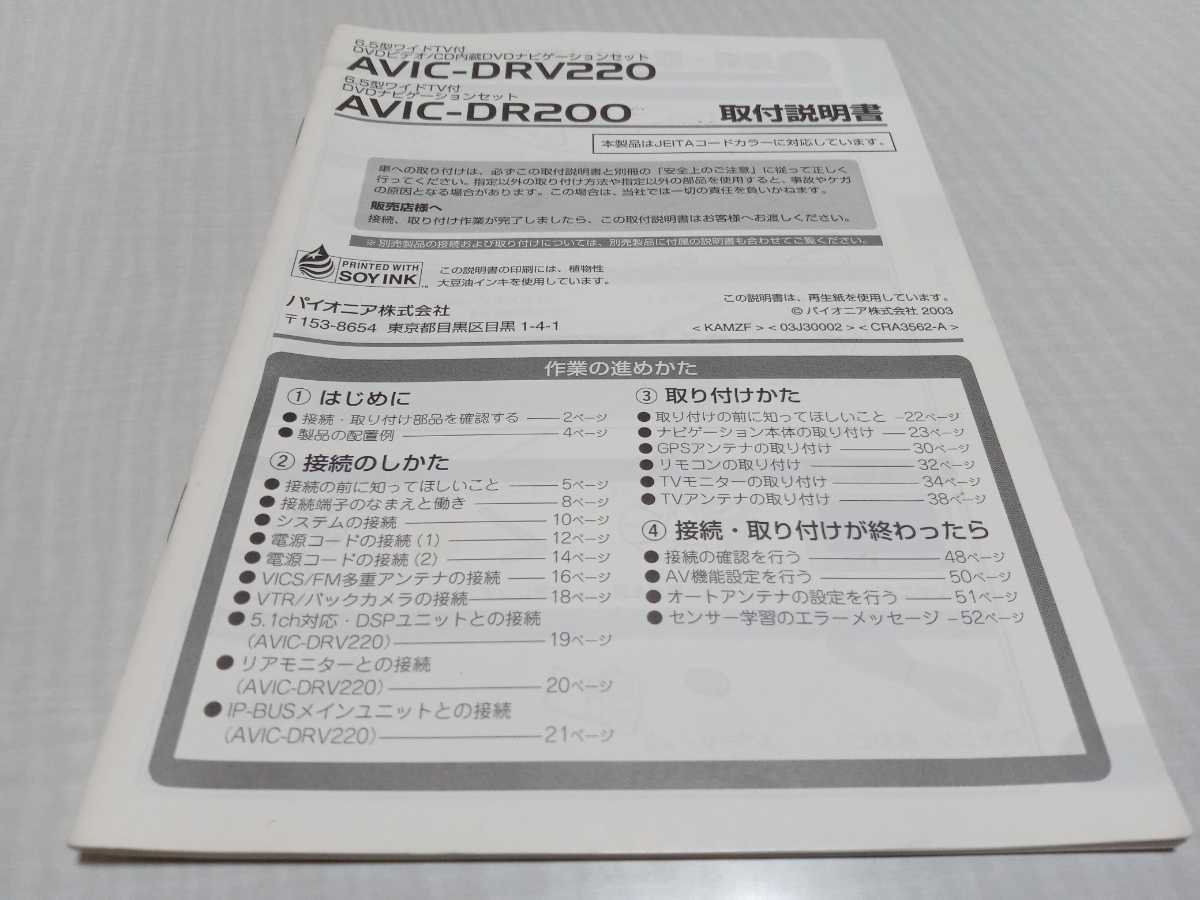 6.5型ワイドTV付
DVDビデオ/CD内蔵DVDナビゲーションセット
AVIC-DRV220
6.5型ワイドTV付
DVDナビゲーションセット
AVIC-DR200 取付説明書
本製品はJEITAコードカラーに対応しています。
車への取り付けは、必ずこの取付説明書と別冊の「安全上のご注意」に従って正しく
行ってください。指定以外の取り付け方法や指定以外の部品を使用すると、事故やケガ
の原因となる場合があります。この場合は、当社では一切の責任を負いかねます。
販売店様へ
接続、取り付け作業が完了しましたら、この取付説明書はお客様へお渡しください。
※ 別売製品の接続および取り付けについては、別売製品に付属の説明書も合わせてご覧ください。
PRINTED WITH
SOY INK™
この説明書の印刷には、植物性
大豆油インキを使用しています。
パイオニア株式会社
〒153-8654 東京都目黒区目黒 1-4-1
この説明書は、再生紙を使用しています。
© パイオニア株式会社 2003
< KAMZF > < 03J30002 > < CRA3562-A >
作業の進めかた
① はじめに
● 接続・取り付け部品を確認する 2ページ
● 製品の配置例 4ページ
② 接続のしかた
● 接続の前に知ってほしいこと 5ページ
● 接続端子のなまえと働き 8ページ
● システムの接続 10ページ
● 電源コードの接続 (1) 12ページ
● 電源コードの接続 (2) 14ページ
● VICS/FM多重アンテナの接続 16ページ
● VTR/バックカメラの接続 18ページ
● 5.1ch対応・DSPユニットとの接続
(AVIC-DRV220) 19ページ
● リアモニターとの接続
(AVIC-DRV220) 20ページ
● IP-BUSメインユニットとの接続
(AVIC-DRV220) 21ページ
③ 取り付けかた
● 取り付けの前に知ってほしいこと 22ページ
● ナビゲーション本体の取り付け 23ページ
● GPSアンテナの取り付け 30ページ
● リモコンの取り付け 32ページ
● TVモニターの取り付け 34ページ
● TVアンテナの取り付け 38ページ
④ 接続・取り付けが終わったら
● 接続の確認を行う 48ページ
● AV機能設定を行う 50ページ
● オートアンテナの設定を行う 51ページ
● センサー学習のエラーメッセージ 52ページ